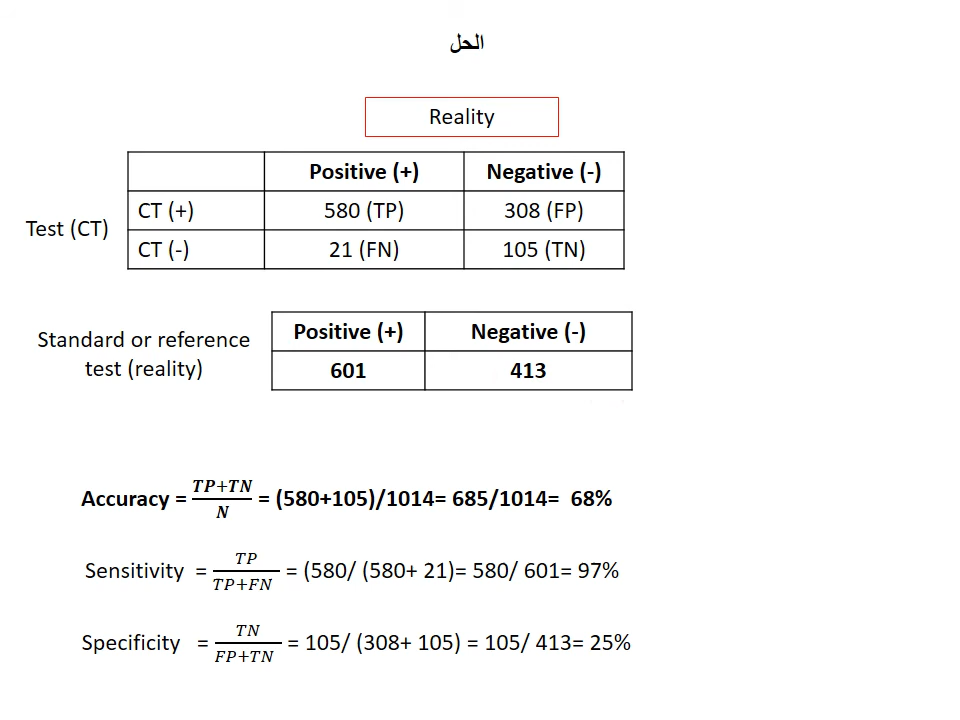 الحل
Reality
Positive (+) Negative (-)
Test (CT)
CT (+) 580 (TP) 308 (FP)
CT (-) 21 (FN) 105 (TN)
Standard or reference
test (reality)
Positive (+) Negative (-)
601 413
Accuracy = TP+TN/N = (580+105)/1014= 685/1014= 68%
Sensitivity = TP/TP+FN = (580/ (580+ 21)= 580/ 601= 97%
Specificity = TN/FP+TN = 105/ (308+ 105) = 105/ 413= 25%